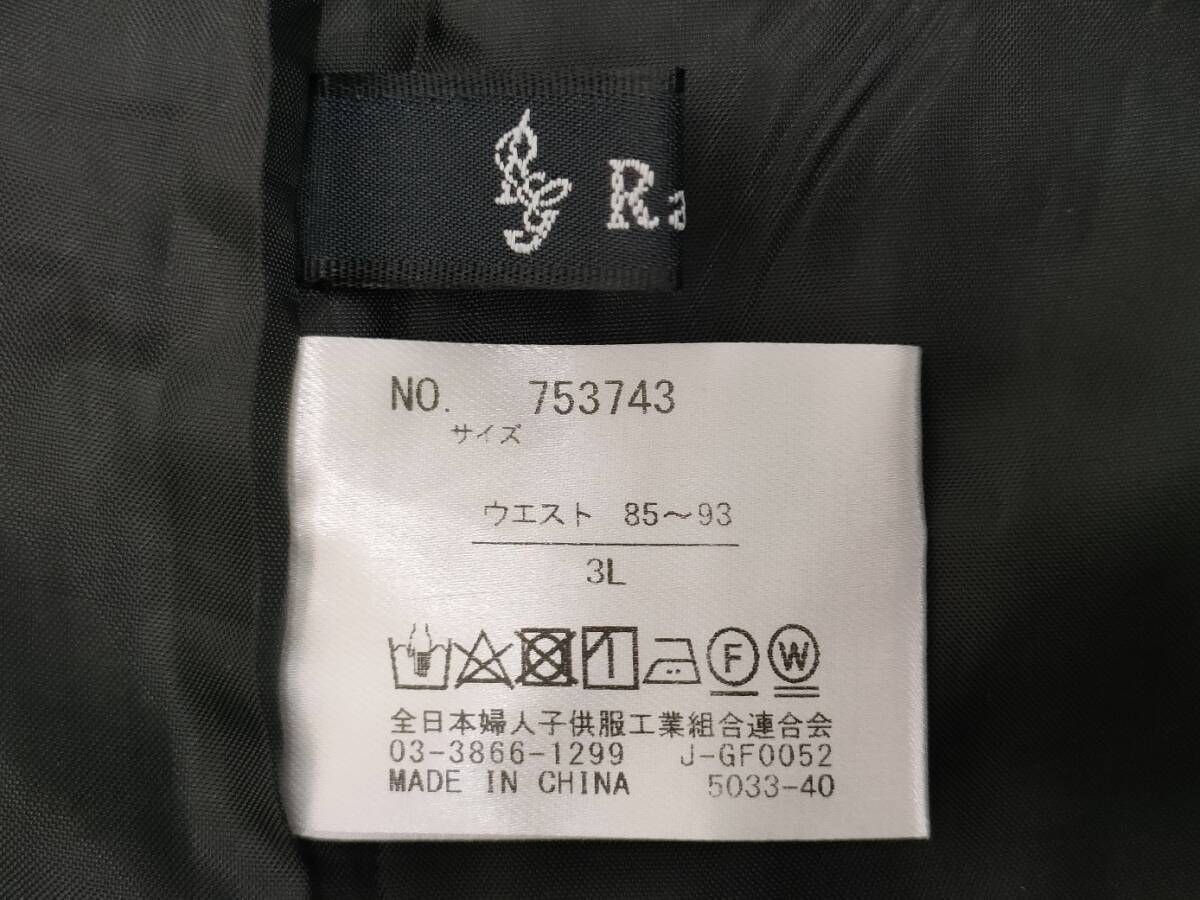 Ra
NO. 753743
サイズ
ウエスト 85～93
3L
F W
全日本婦人子供服工業組合連合会
03-3866-1299 J-GF0052
MADE IN CHINA 5033-40